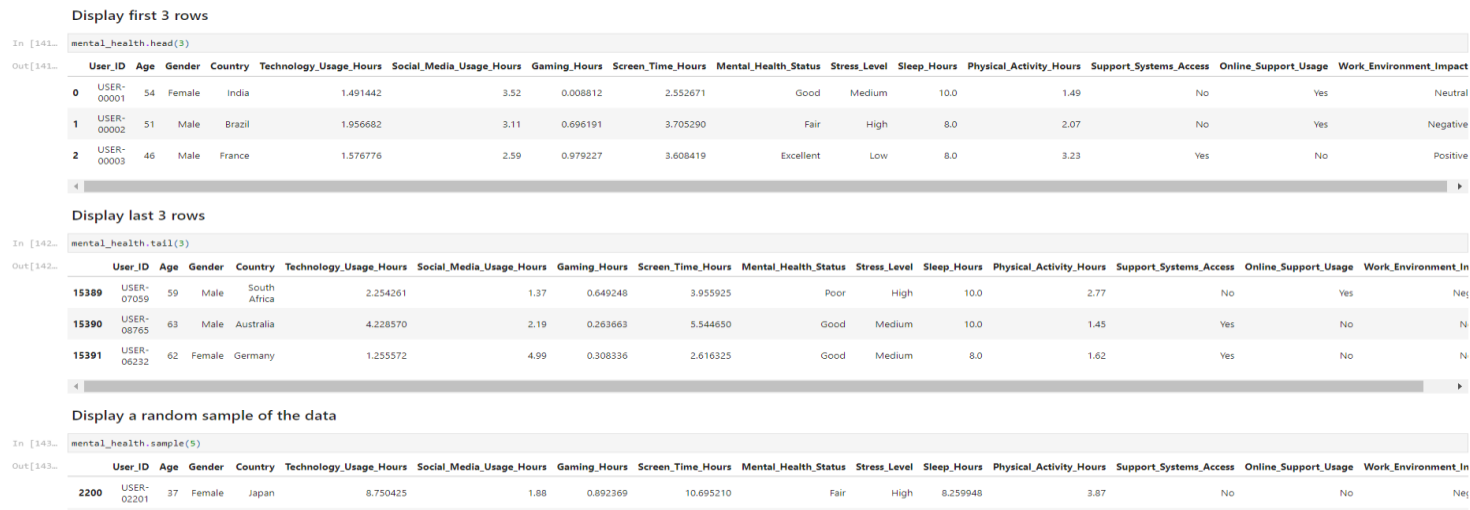 Display first 3 rows
In [141…
mental_health.head(3)
Out[141…
User_ID Age Gender Country Technology_Usage_Hours Social_Media_Usage_Hours Gaming_Hours Screen_Time_Hours Mental_Health_Status Stress_Level Sleep_Hours Physical_Activity_Hours Support_Systems_Access Online_Support_Usage Work_Environment_Impact
0 USER-00001 54 Female India 1.491442 3.52 0.008812 2.552671 Good Medium 10.0 1.49 No Yes Neutral
1 USER-00002 51 Male Brazil 1.956682 3.11 0.696191 3.705290 Fair High 8.0 2.07 No Yes Negative
2 USER-00003 46 Male France 1.576776 2.59 0.979227 3.608419 Excellent Low 8.0 3.23 Yes No Positive
Display last 3 rows
In [142…
mental_health.tail(3)
Out[142…
User_ID Age Gender Country Technology_Usage_Hours Social_Media_Usage_Hours Gaming_Hours Screen_Time_Hours Mental_Health_Status Stress_Level Sleep_Hours Physical_Activity_Hours Support_Systems_Access Online_Support_Usage Work_Environment_In
15389 USER-07059 59 Male South Africa 2.254261 1.37 0.649248 3.955925 Poor High 10.0 2.77 No Yes Neg
15390 USER-08765 63 Male Australia 4.228570 2.19 0.263663 5.544650 Good Medium 10.0 1.45 Yes No N
15391 USER-06232 62 Female Germany 1.255572 4.99 0.308336 2.616325 Good Medium 8.0 1.62 Yes No N
Display a random sample of the data
In [143…
mental_health.sample(5)
Out[143…
User_ID Age Gender Country Technology_Usage_Hours Social_Media_Usage_Hours Gaming_Hours Screen_Time_Hours Mental_Health_Status Stress_Level Sleep_Hours Physical_Activity_Hours Support_Systems_Access Online_Support_Usage Work_Environment_In
2200 USER-02201 37 Female Japan 8.750425 1.88 0.892369 10.695210 Fair High 8.259948 3.87 No No Neg